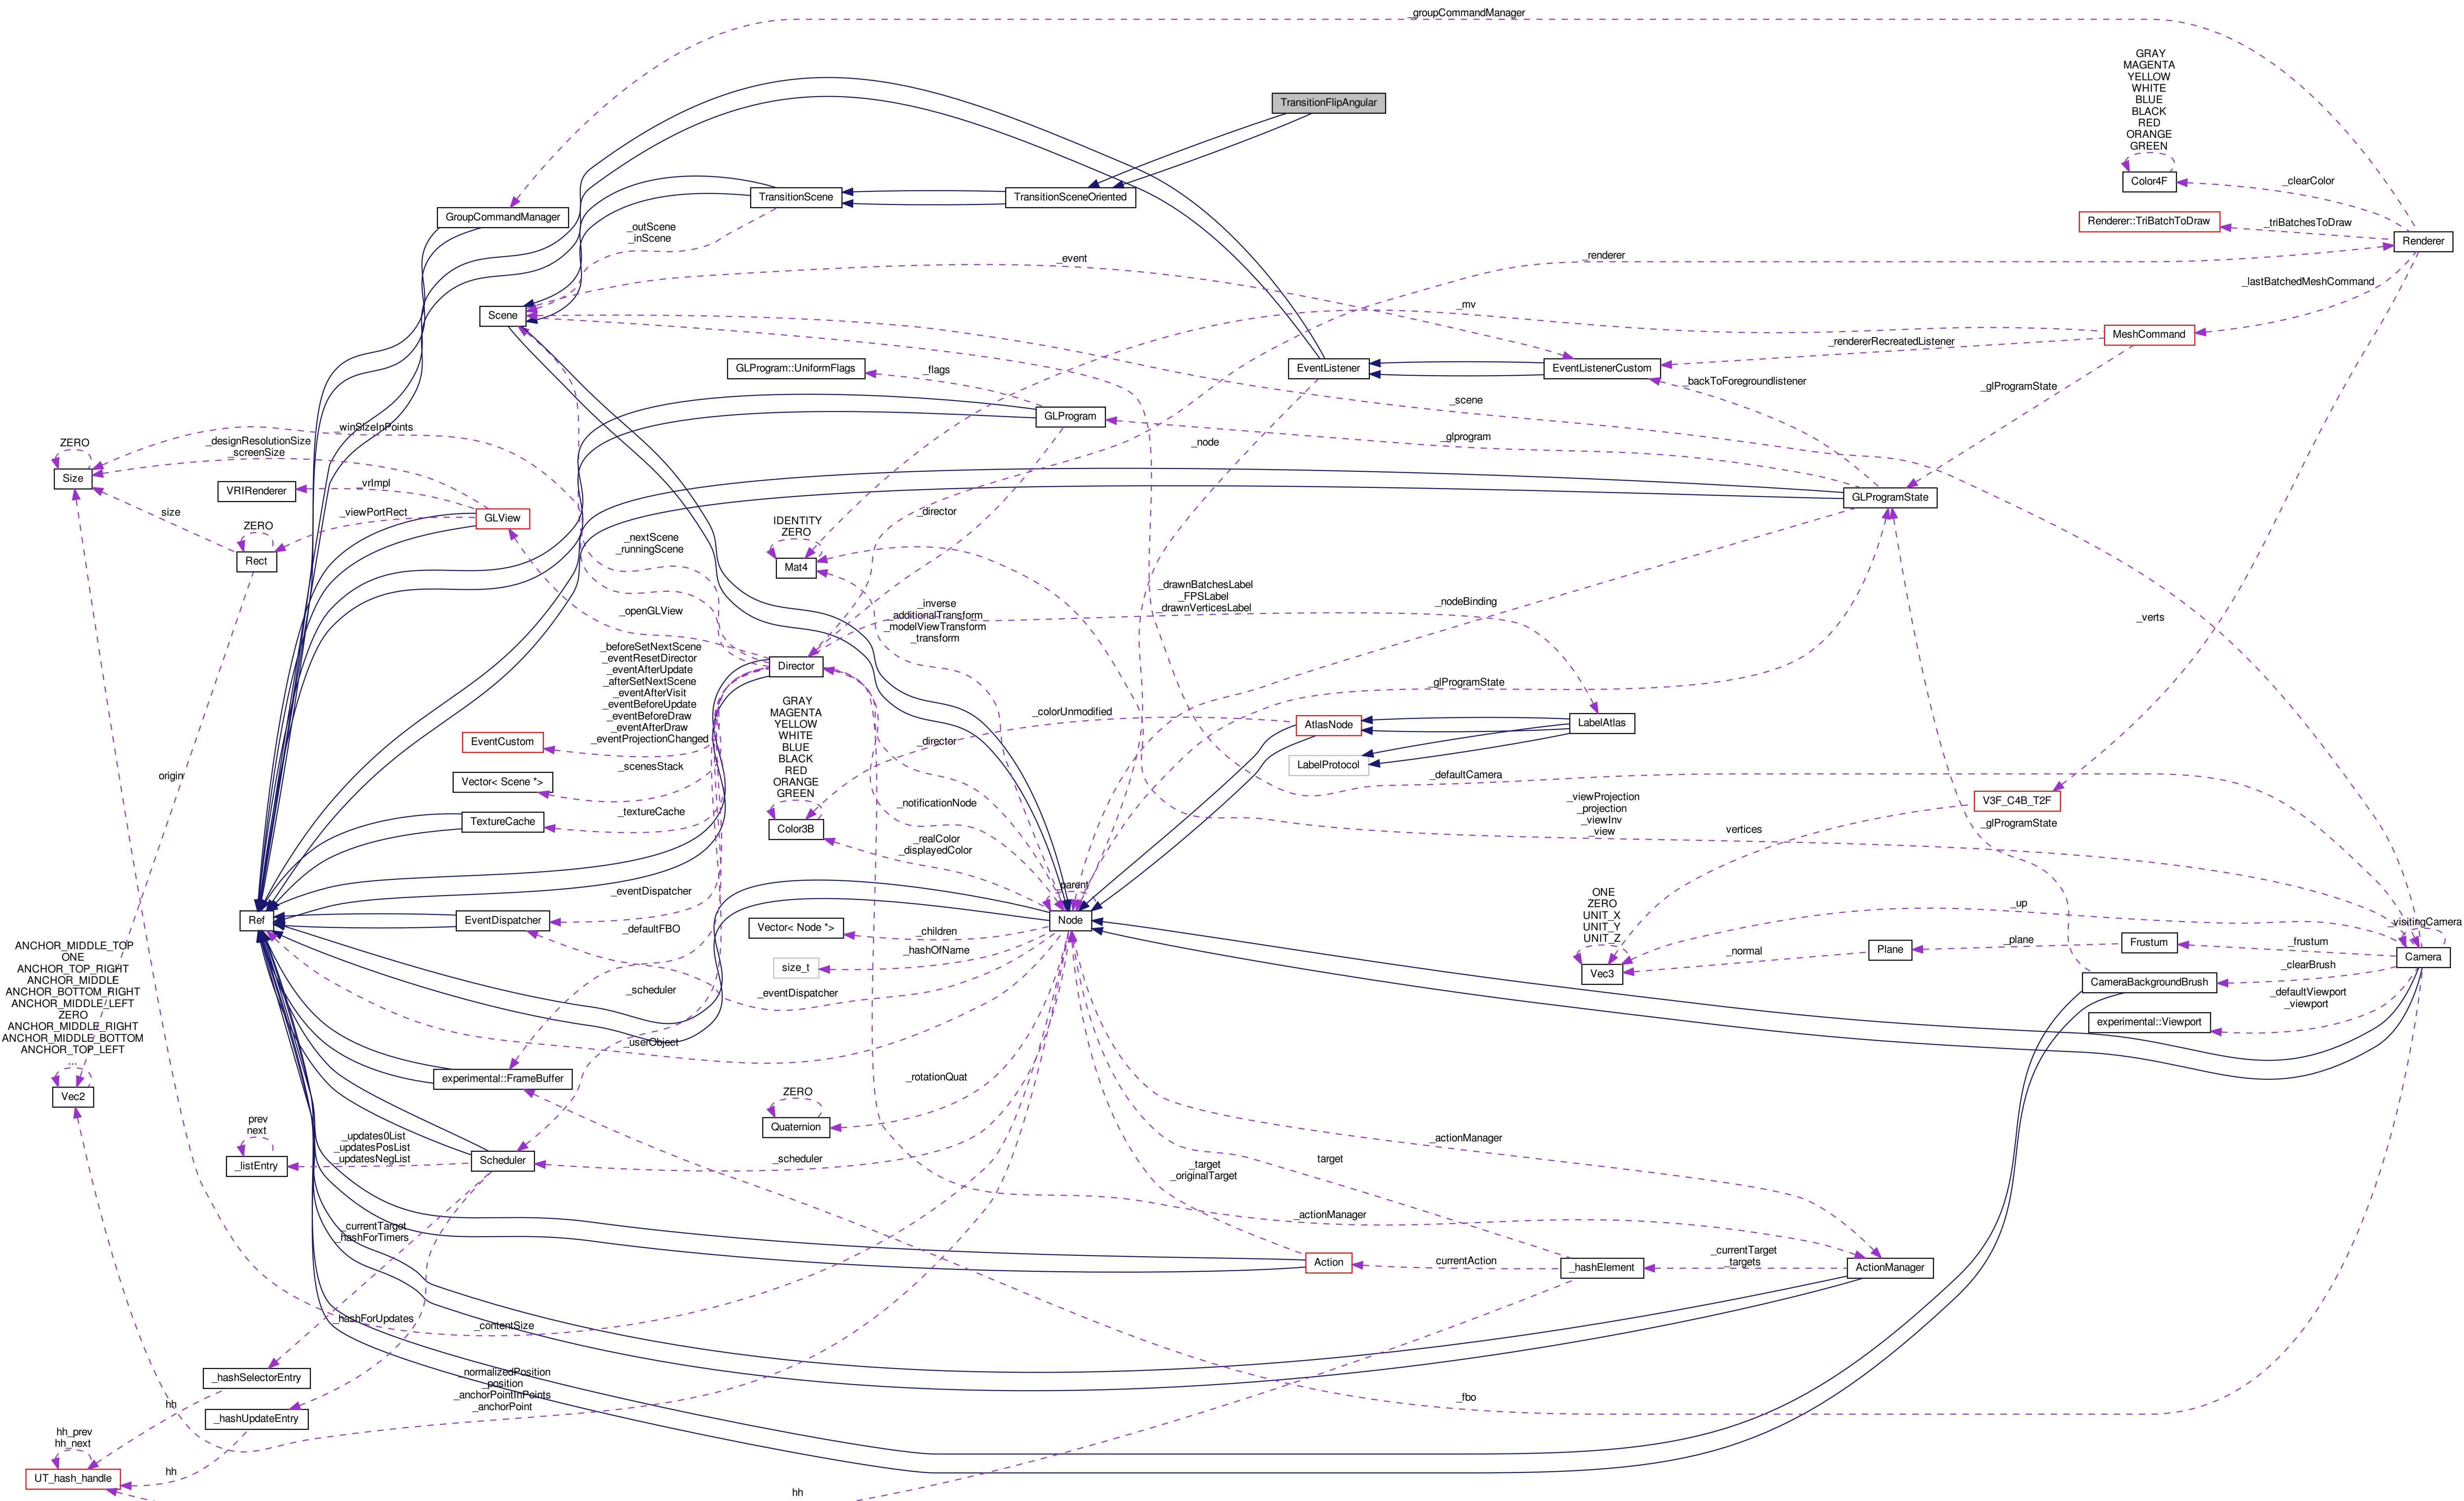 _groupCommandManager
GRAY
MAGENTA
YELLOW
WHITE
BLUE
BLACK
RED
ORANGE
GREEN
TransitionFlipAngular
Color4F
_clearColor
TransitionScene
TransitionSceneOriented
GroupCommandManager
Renderer::TriBatchToDraw
_triBatchesToDraw
Renderer
_outScene
_inScene
_event
_renderer
_lastBatchedMeshCommand
Scene
_mv
MeshCommand
_rendererRecreatedListener
GLProgram::UniformFlags
_flags
EventListener
EventListenerCustom
_backToForegroundlistener
_glProgramState
_scene
GLProgram
_winSizeInPoints
_glprogram
_node
ZERO
_designResolutionSize
_screenSize
Size
VRIRenderer
_vrImpl
GLView
GLProgramState
_viewPortRect
size
ZERO
Rect
_nextScene
_runningScene
IDENTITY
ZERO
Mat4
_director
_openGLView
_inverse
_additionalTransform
_modelViewTransform
_transform
_drawnBatchesLabel
_FPSLabel
_drawnVerticesLabel
_nodeBinding
_verts
_beforeSetNextScene
_eventResetDirector
_eventAfterUpdate
_afterSetNextScene
_eventAfterVisit
_eventBeforeUpdate
_eventBeforeDraw
_eventAfterDraw
_eventProjectionChanged
Director
_glProgramState
GRAY
MAGENTA
YELLOW
WHITE
BLUE
BLACK
RED
ORANGE
GREEN
_colorUnmodified
AtlasNode
LabelAtlas
EventCustom
_director
LabelProtocol
_scenesStack
Vector< Scene *>
origin
_defaultCamera
_notificationNode
_viewProjection
_projection
_viewInv
_view
V3F_C4B_T2F
vertices
_glProgramState
TextureCache
_textureCache
Color3B
_realColor
_displayedColor
_parent
_eventDispatcher
ONE
ZERO
UNIT_X
UNIT_Y
UNIT_Z
_up
_visitingCamera
Ref
EventDispatcher
_defaultFBO
Vector< Node *>
_children
Node
_hashOfName
size_t
_normal
Plane
_plane
Frustum
_frustum
Camera
Vec3
_clearBrush
CameraBackgroundBrush
_defaultViewport
_viewport
experimental::Viewport
ANCHOR_MIDDLE_TOP
ONE
ANCHOR_TOP_RIGHT
ANCHOR_MIDDLE
ANCHOR_BOTTOM_RIGHT
ANCHOR_MIDDLE_LEFT
ZERO
ANCHOR_MIDDLE_RIGHT
ANCHOR_MIDDLE_BOTTOM
ANCHOR_TOP_LEFT
...
Vec2
_scheduler
_eventDispatcher
_userObject
experimental::FrameBuffer
_rotationQuat
ZERO
Quaternion
prev
next
_listEntry
_updates0List
_updatesPosList
_updatesNegList
Scheduler
_scheduler
_actionManager
target
_target
_originalTarget
_actionManager
_currentTarget
_hashForTimers
Action
currentAction
_hashElement
_currentTarget
_targets
ActionManager
_hashForUpdates
_contentSize
_hashSelectorEntry
_normalizedPosition
_position
_anchorPointInPoints
_anchorPoint
_fbo
hh
_hashUpdateEntry
hh_prev
hh_next
UT_hash_handle
hh
hh